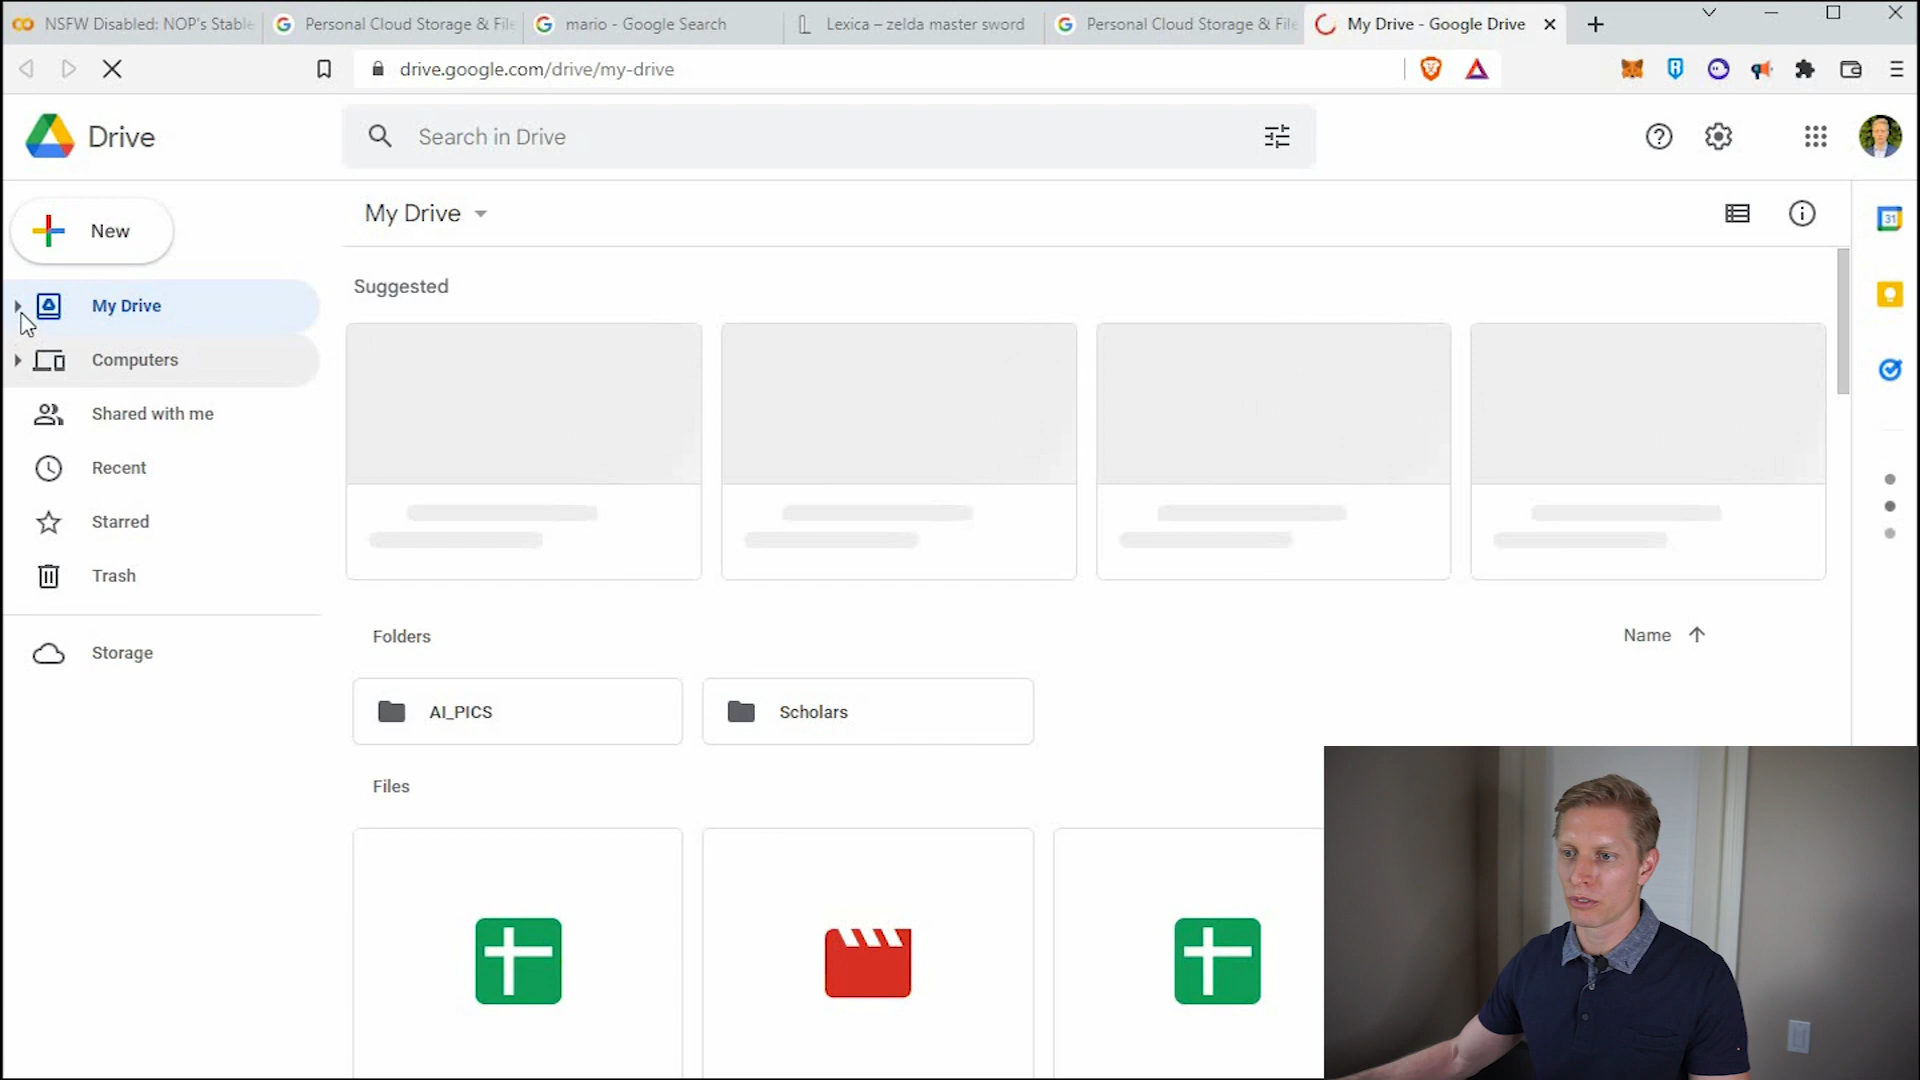 NSFW Disabled: NOP's Stable
Personal Cloud Storage & File
mario - Google Search
Lexica – zelda master sword
Personal Cloud Storage & File
My Drive - Google Drive
drive.google.com/drive/my-drive
Drive
Search in Drive
New
My Drive
31
Suggested
My Drive
Computers
Shared with me
Recent
Starred
Trash
Storage
Folders
Name
AI_PICS
Scholars
Files